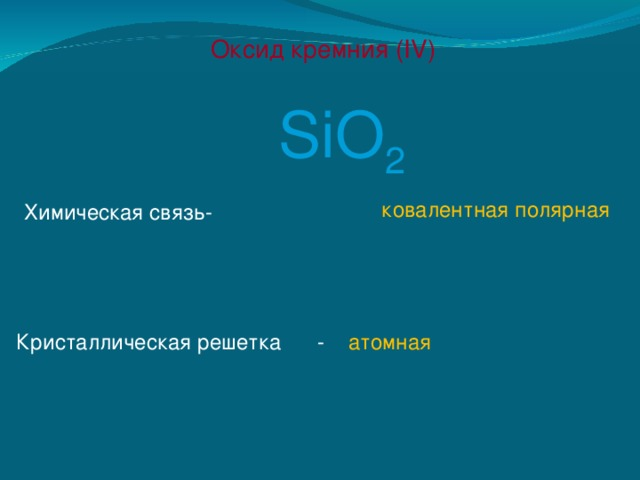 Оксид кремния (IV)
SiO₂
Химическая связь- ковалентная полярная
Кристаллическая решетка - атомная